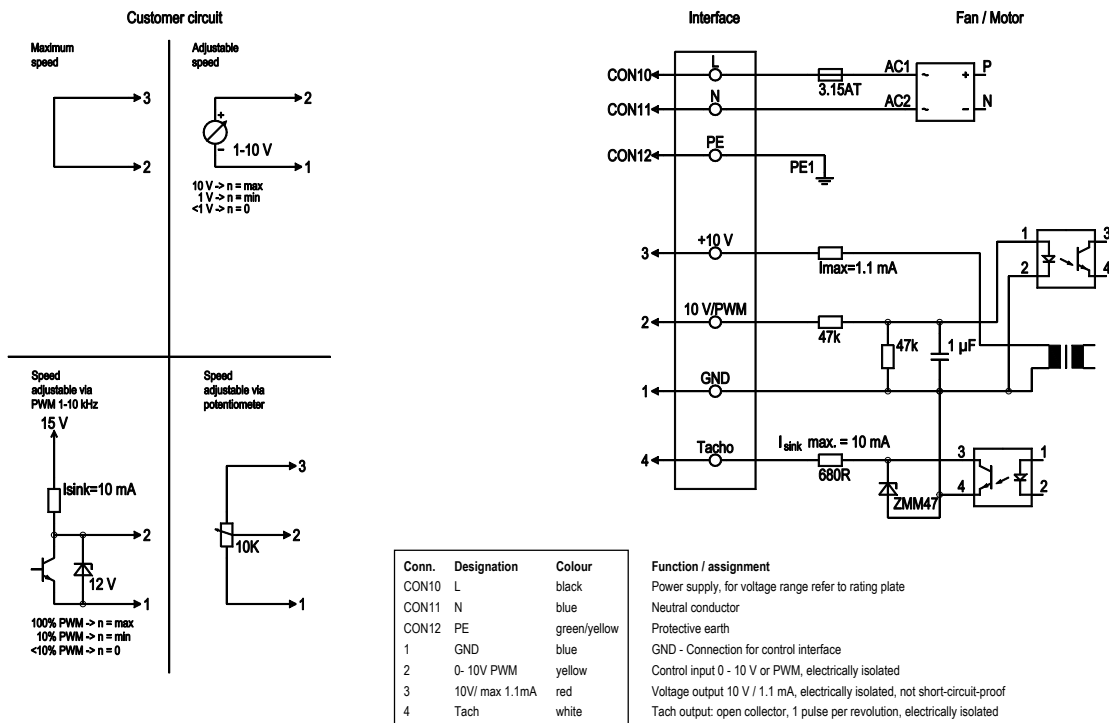 Customer circuit
Interface
Fan / Motor
Maximum
speed
3
2
Adjustable
speed
2
+
1-10 V
−
1
10 V -> n = max
1 V -> n = min
<1 V -> n = 0
Speed
adjustable via
PWM 1-10 kHz
15 V
Isink=10 mA
2
12 V
1
100% PWM -> n = max
10% PWM -> n = min
<10% PWM -> n = 0
Speed
adjustable via
potentiometer
3
2
10K
1
CON10 L 3.15AT AC1 ~ + P
CON11 N AC2 ~ − N
CON12 PE PE1
3 +10 V Imax=1.1 mA
1 3
2 4
2 10 V/PWM 47k 47k 1 µF
1 GND
4 Tacho Isink max. = 10 mA 680R
ZMM47
3 1
4 2
Conn. Designation Colour Function / assignment
CON10 L black Power supply, for voltage range refer to rating plate
CON11 N blue Neutral conductor
CON12 PE green/yellow Protective earth
1 GND blue GND - Connection for control interface
2 0- 10V PWM yellow Control input 0 - 10 V or PWM, electrically isolated
3 10V/ max 1.1mA red Voltage output 10 V / 1.1 mA, electrically isolated, not short-circuit-proof
4 Tach white Tach output: open collector, 1 pulse per revolution, electrically isolated